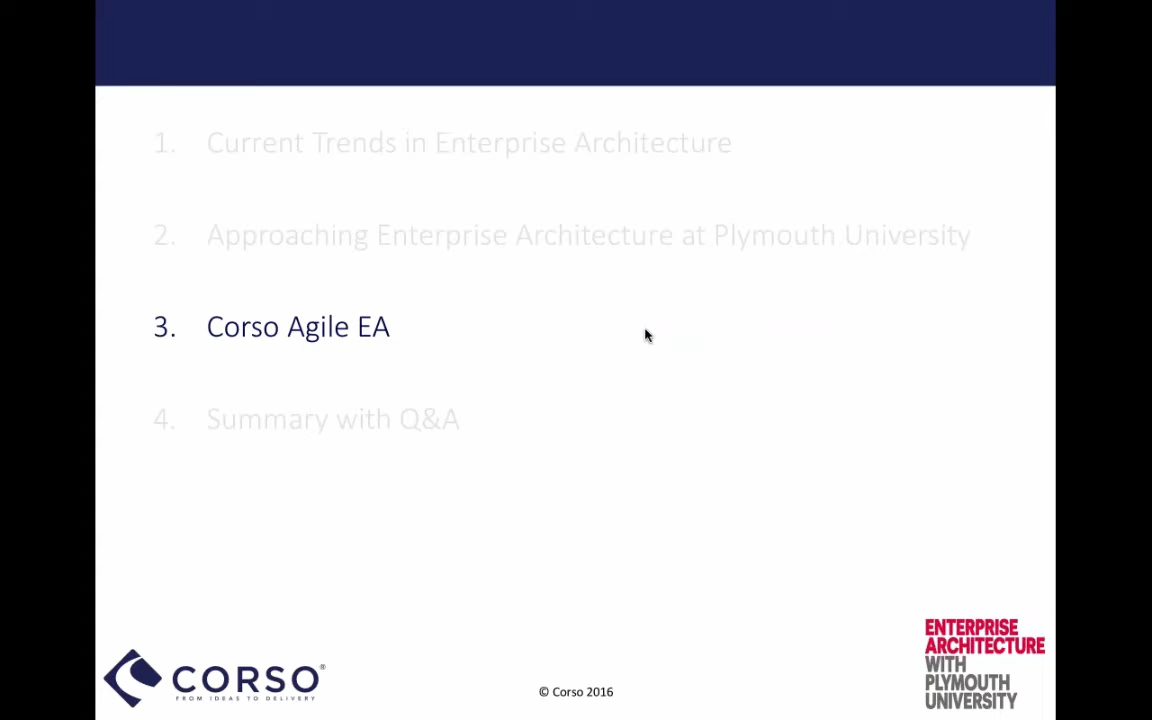 1. Current Trends in Enterprise Architecture
2. Approaching Enterprise Architecture at Plymouth University
3. Corso Agile EA
4. Summary with Q&A
CORSO®
FROM IDEAS TO DELIVERY
© Corso 2016
ENTERPRISE
ARCHITECTURE
WITH
PLYMOUTH
UNIVERSITY